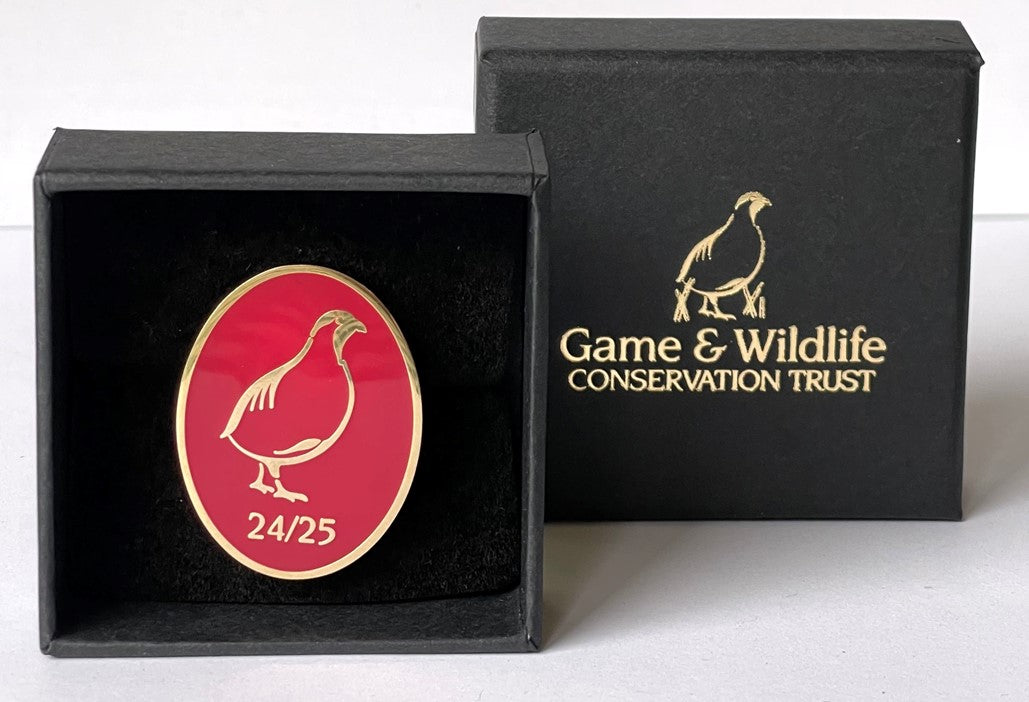 24/25
Game & Wildlife
CONSERVATION TRUST